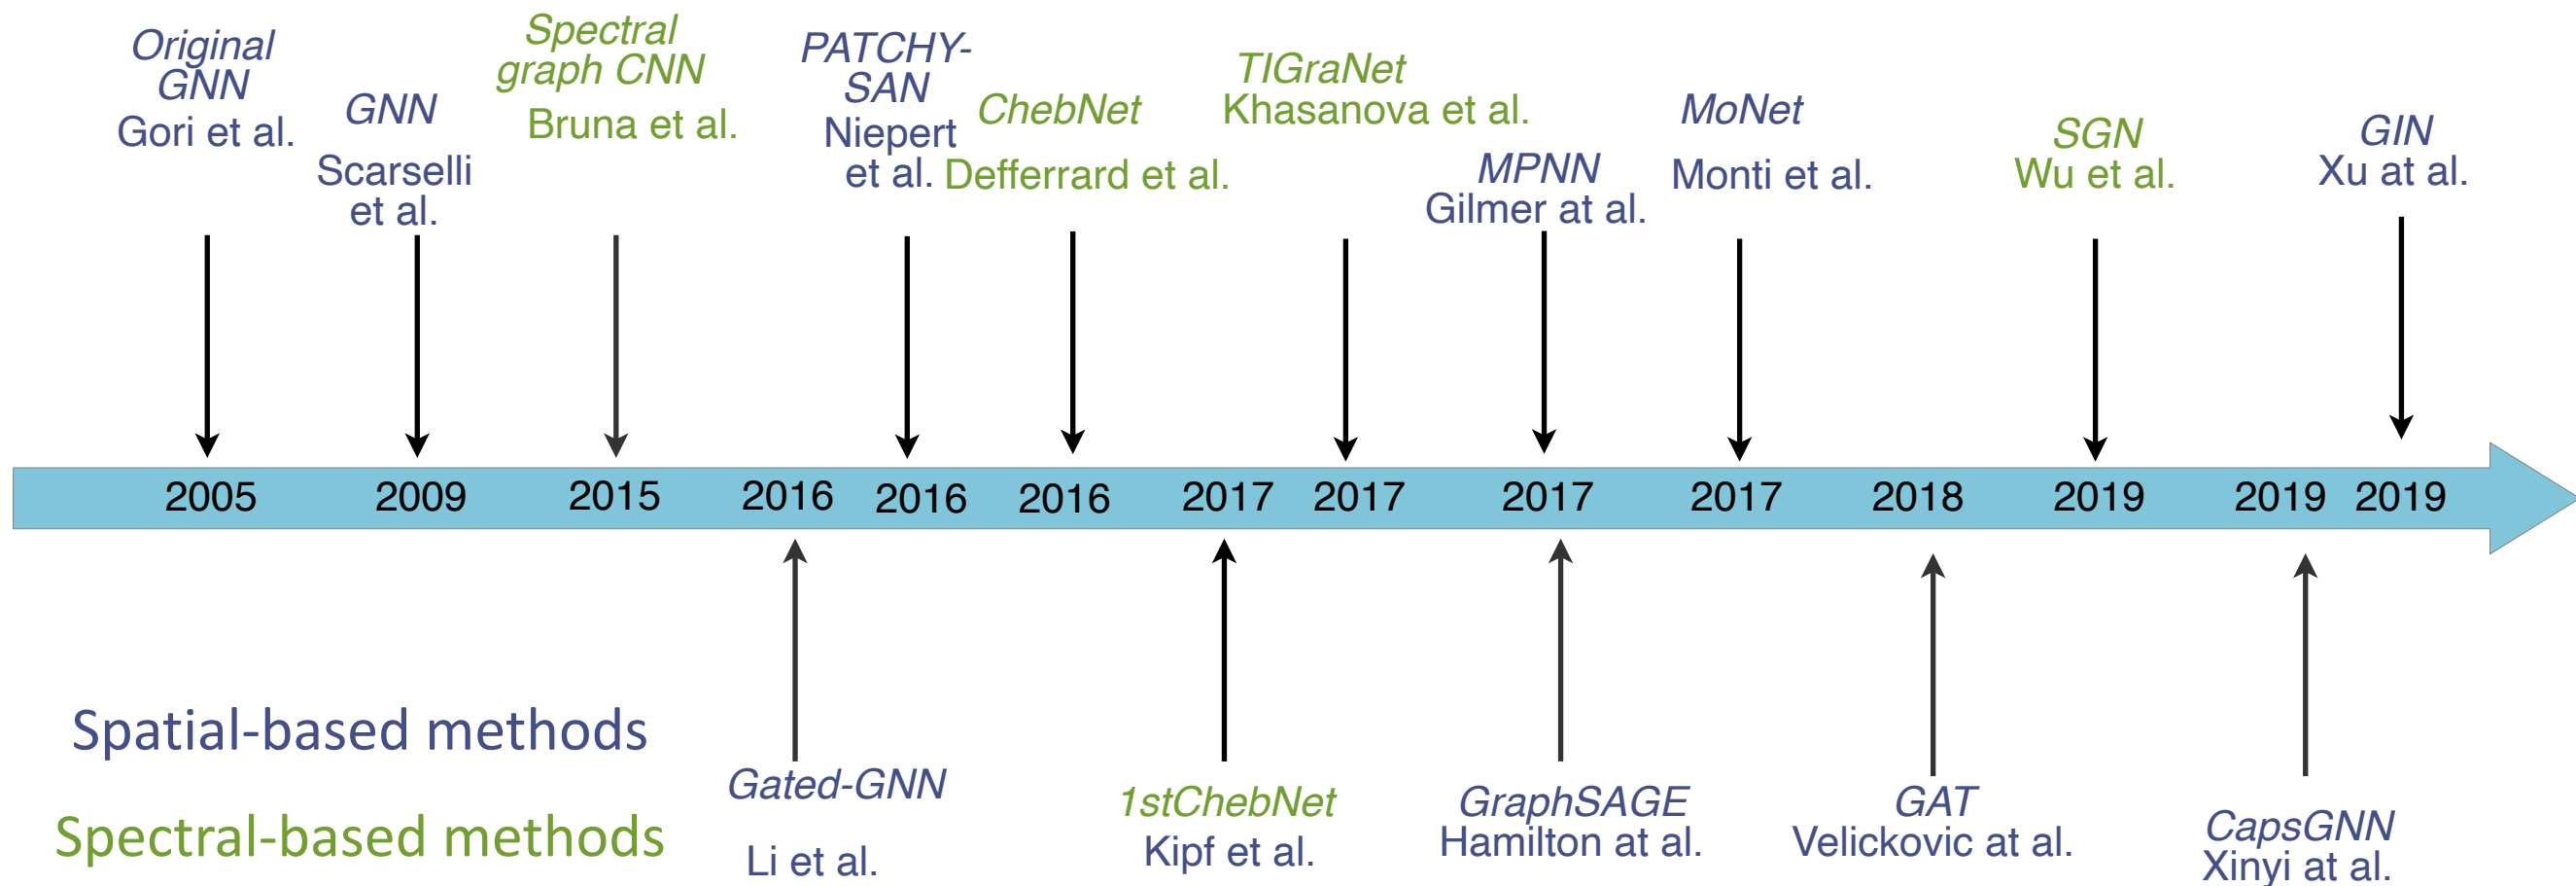 Original
GNN
Gori et al.
GNN
Scarselli
et al.
Spectral
graph CNN
Bruna et al.
PATCHY-
SAN
Niepert
et al.
ChebNet
Defferrard et al.
TIGraNet
Khasanova et al.
MPNN
Gilmer at al.
MoNet
Monti et al.
SGN
Wu et al.
GIN
Xu at al.
2005 2009 2015 2016 2016 2016 2017 2017 2017 2017 2018 2019 2019 2019
Spatial-based methods
Spectral-based methods
Gated-GNN
Li et al.
1stChebNet
Kipf et al.
GraphSAGE
Hamilton at al.
GAT
Velickovic at al.
CapsGNN
Xinyi at al.